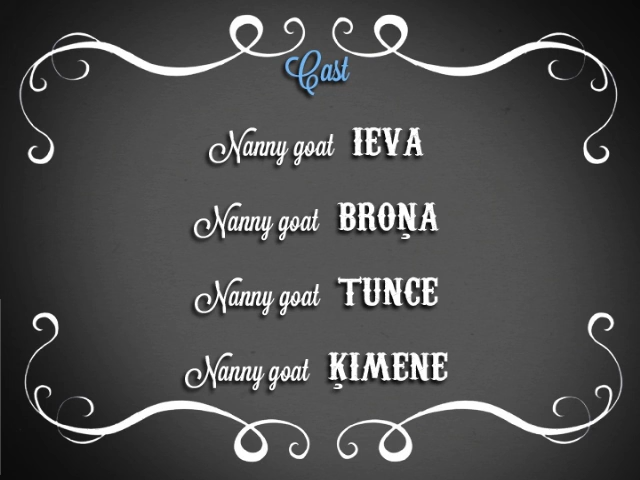 Cast
Nanny goat IEVA
Nanny goat BROŅA
Nanny goat TUNCE
Nanny goat ĶIMENE